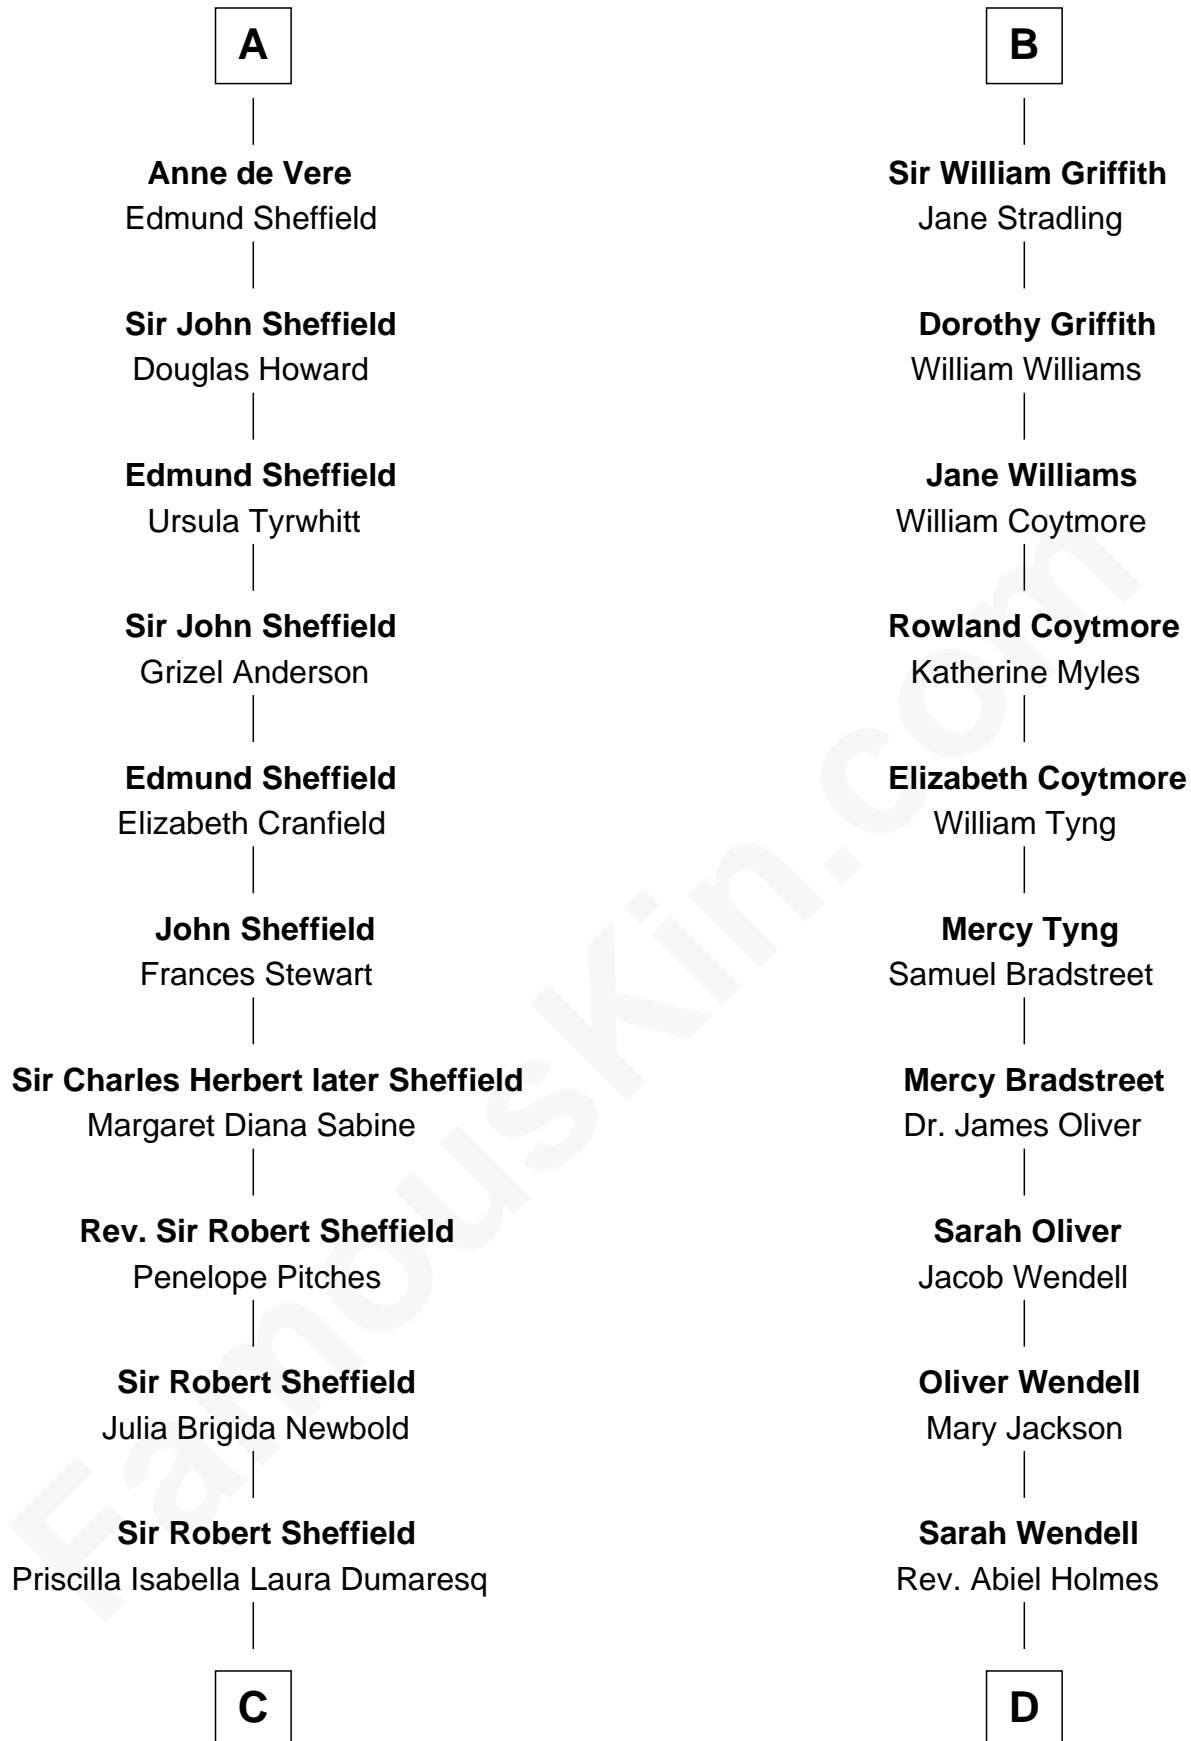 A
Anne de Vere
Edmund Sheffield
Sir John Sheffield
Douglas Howard
Edmund Sheffield
Ursula Tyrwhitt
Sir John Sheffield
Grizel Anderson
Edmund Sheffield
Elizabeth Cranfield
John Sheffield
Frances Stewart
Sir Charles Herbert later Sheffield
Margaret Diana Sabine
Rev. Sir Robert Sheffield
Penelope Pitches
Sir Robert Sheffield
Julia Brigida Newbold
Sir Robert Sheffield
Priscilla Isabella Laura Dumaresq
C
B
Sir William Griffith
Jane Stradling
Dorothy Griffith
William Williams
Jane Williams
William Coytmore
Rowland Coytmore
Katherine Myles
Elizabeth Coytmore
William Tyng
Mercy Tyng
Samuel Bradstreet
Mercy Bradstreet
Dr. James Oliver
Sarah Oliver
Jacob Wendell
Oliver Wendell
Mary Jackson
Sarah Wendell
Rev. Abiel Holmes
D
FamousKin.com